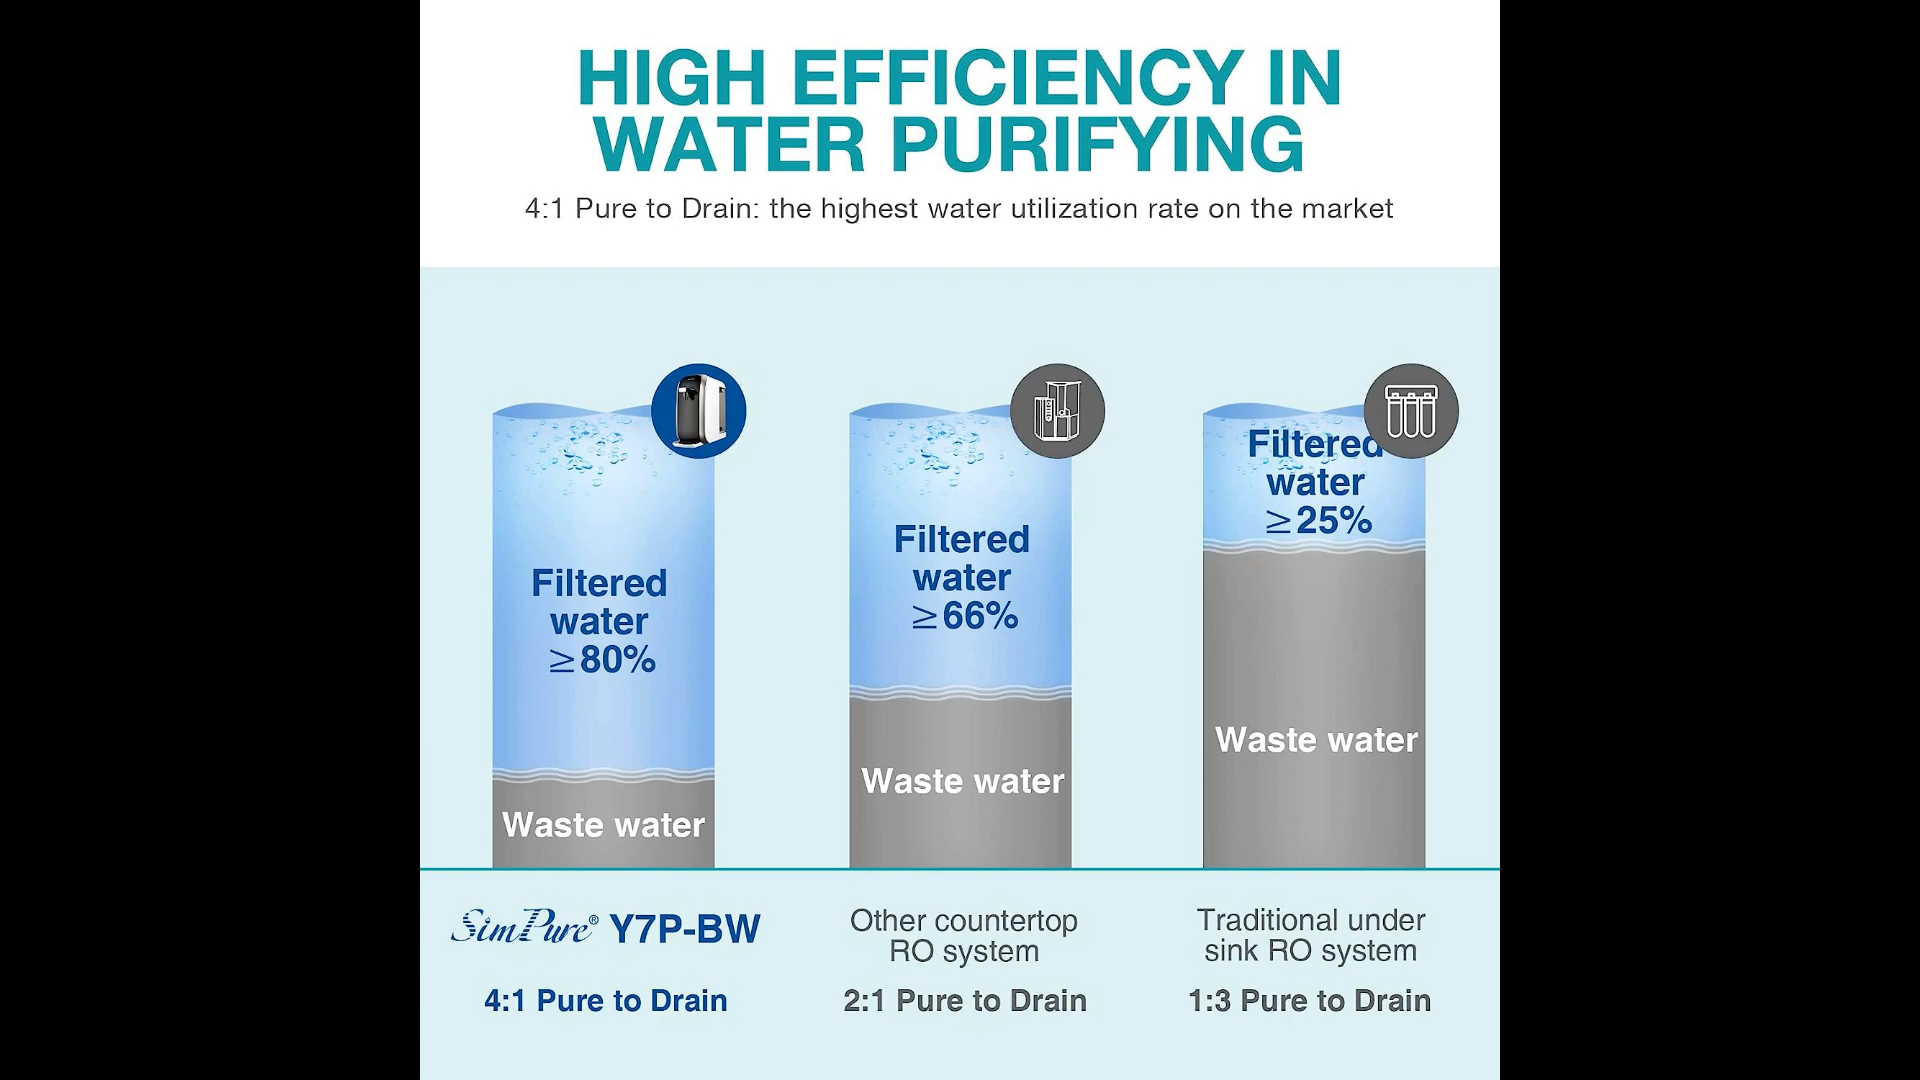 HIGH EFFICIENCY IN
WATER PURIFYING
4:1 Pure to Drain: the highest water utilization rate on the market
Filtered
water
≥80%
Waste water
Filtered
water
≥66%
Waste water
Filtered
water
≥25%
Waste water
SimPure® Y7P-BW
4:1 Pure to Drain
Other countertop
RO system
2:1 Pure to Drain
Traditional under
sink RO system
1:3 Pure to Drain